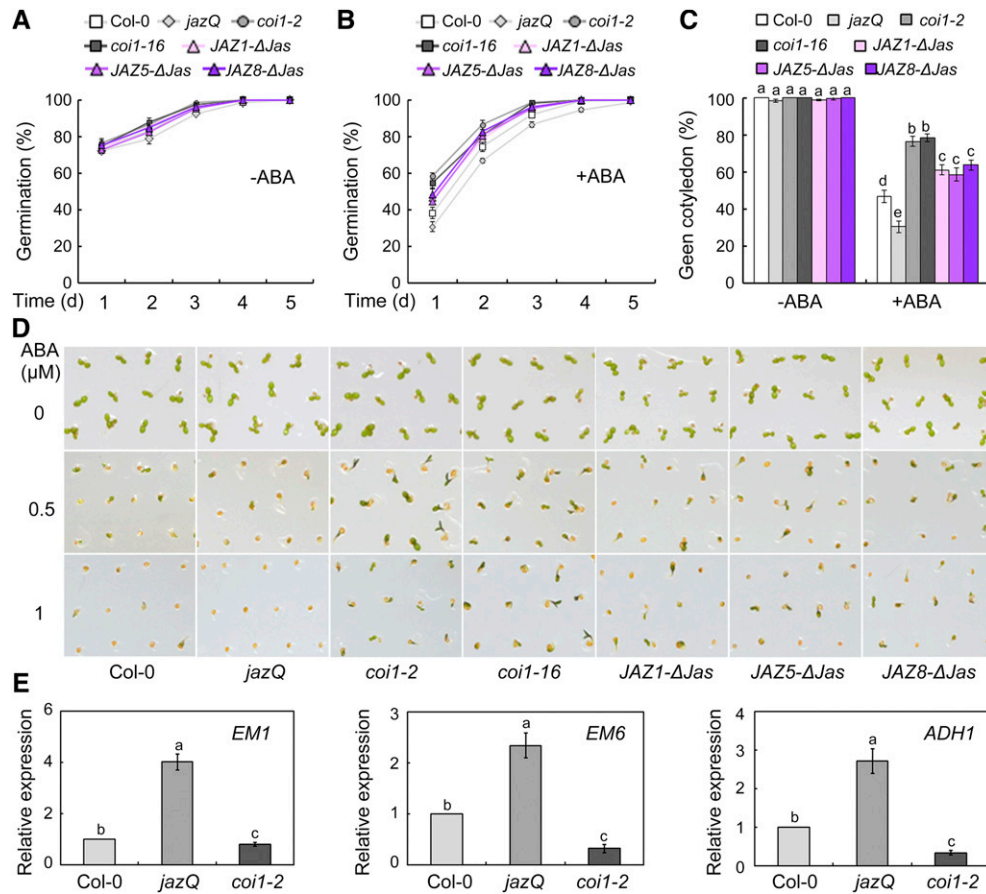 A
Col-0 jazQ coi1-2
coi1-16 JAZ1-ΔJas
JAZ5-ΔJas JAZ8-ΔJas
100
80
60
40
20
0
Germination (%)
-ABA
Time (d) 1 2 3 4 5
B
Col-0 jazQ coi1-2
coi1-16 JAZ1-ΔJas
JAZ5-ΔJas JAZ8-ΔJas
100
80
60
40
20
0
Germination (%)
+ABA
Time (d) 1 2 3 4 5
C
Col-0 jazQ coi1-2
coi1-16 JAZ1-ΔJas
JAZ5-ΔJas JAZ8-ΔJas
100
80
60
40
20
0
Geen cotyledon (%)
a a a a a a a
d e b b c c c
-ABA +ABA
D
ABA
(µM)
0
0.5
1
Col-0 jazQ coi1-2 coi1-16 JAZ1-ΔJas JAZ5-ΔJas JAZ8-ΔJas
E
Relative expression
6
4
2
0
EM1
b a c
Col-0 jazQ coi1-2
Relative expression
3
2
1
0
EM6
b a c
Col-0 jazQ coi1-2
Relative expression
4
3
2
1
0
ADH1
b a c
Col-0 jazQ coi1-2